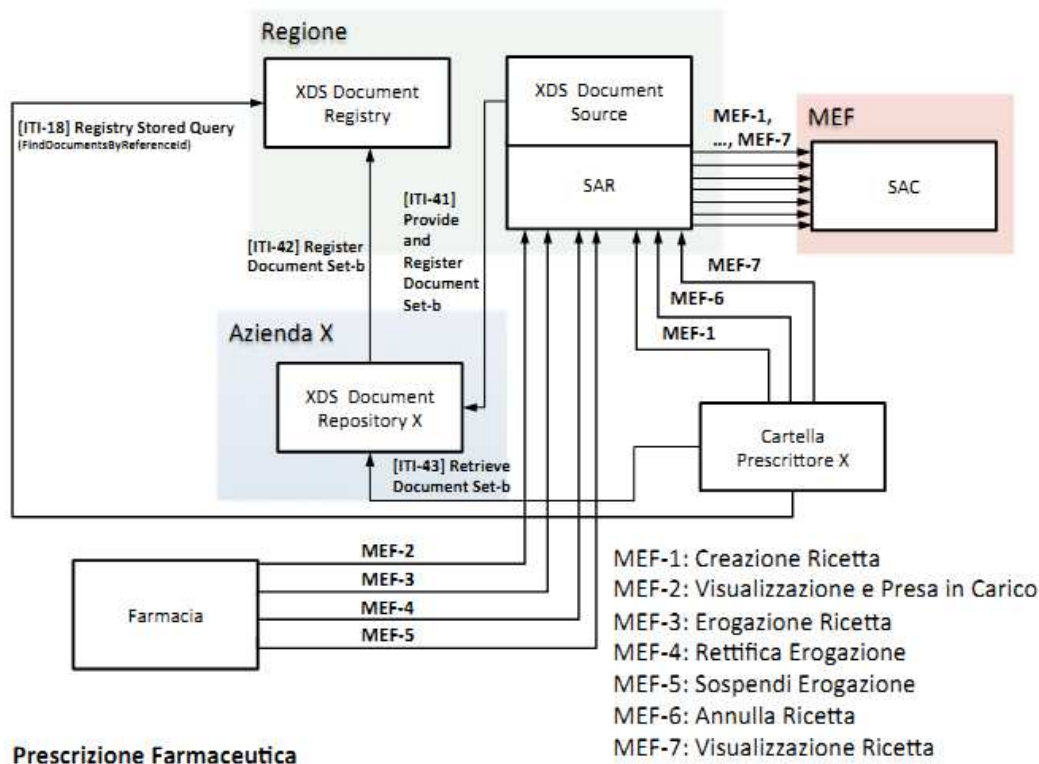 Regione
XDS Document
Registry
XDS Document
Source
SAR
[ITI-18] Registry Stored Query
(FindDocumentsByReferenceId)
MEF-1,
..., MEF-7
MEF
SAC
[ITI-41]
Provide
and
Register
Document
Set-b
[ITI-42] Register
Document Set-b
MEF-7
MEF-6
MEF-1
Azienda X
XDS Document
Repository X
Cartella
Prescrittore X
[ITI-43] Retrieve
Document Set-b
MEF-2
MEF-3
MEF-4
MEF-5
Farmacia
MEF-1: Creazione Ricetta
MEF-2: Visualizzazione e Presa in Carico
MEF-3: Erogazione Ricetta
MEF-4: Rettifica Erogazione
MEF-5: Sospendi Erogazione
MEF-6: Annulla Ricetta
MEF-7: Visualizzazione Ricetta
Prescrizione Farmaceutica